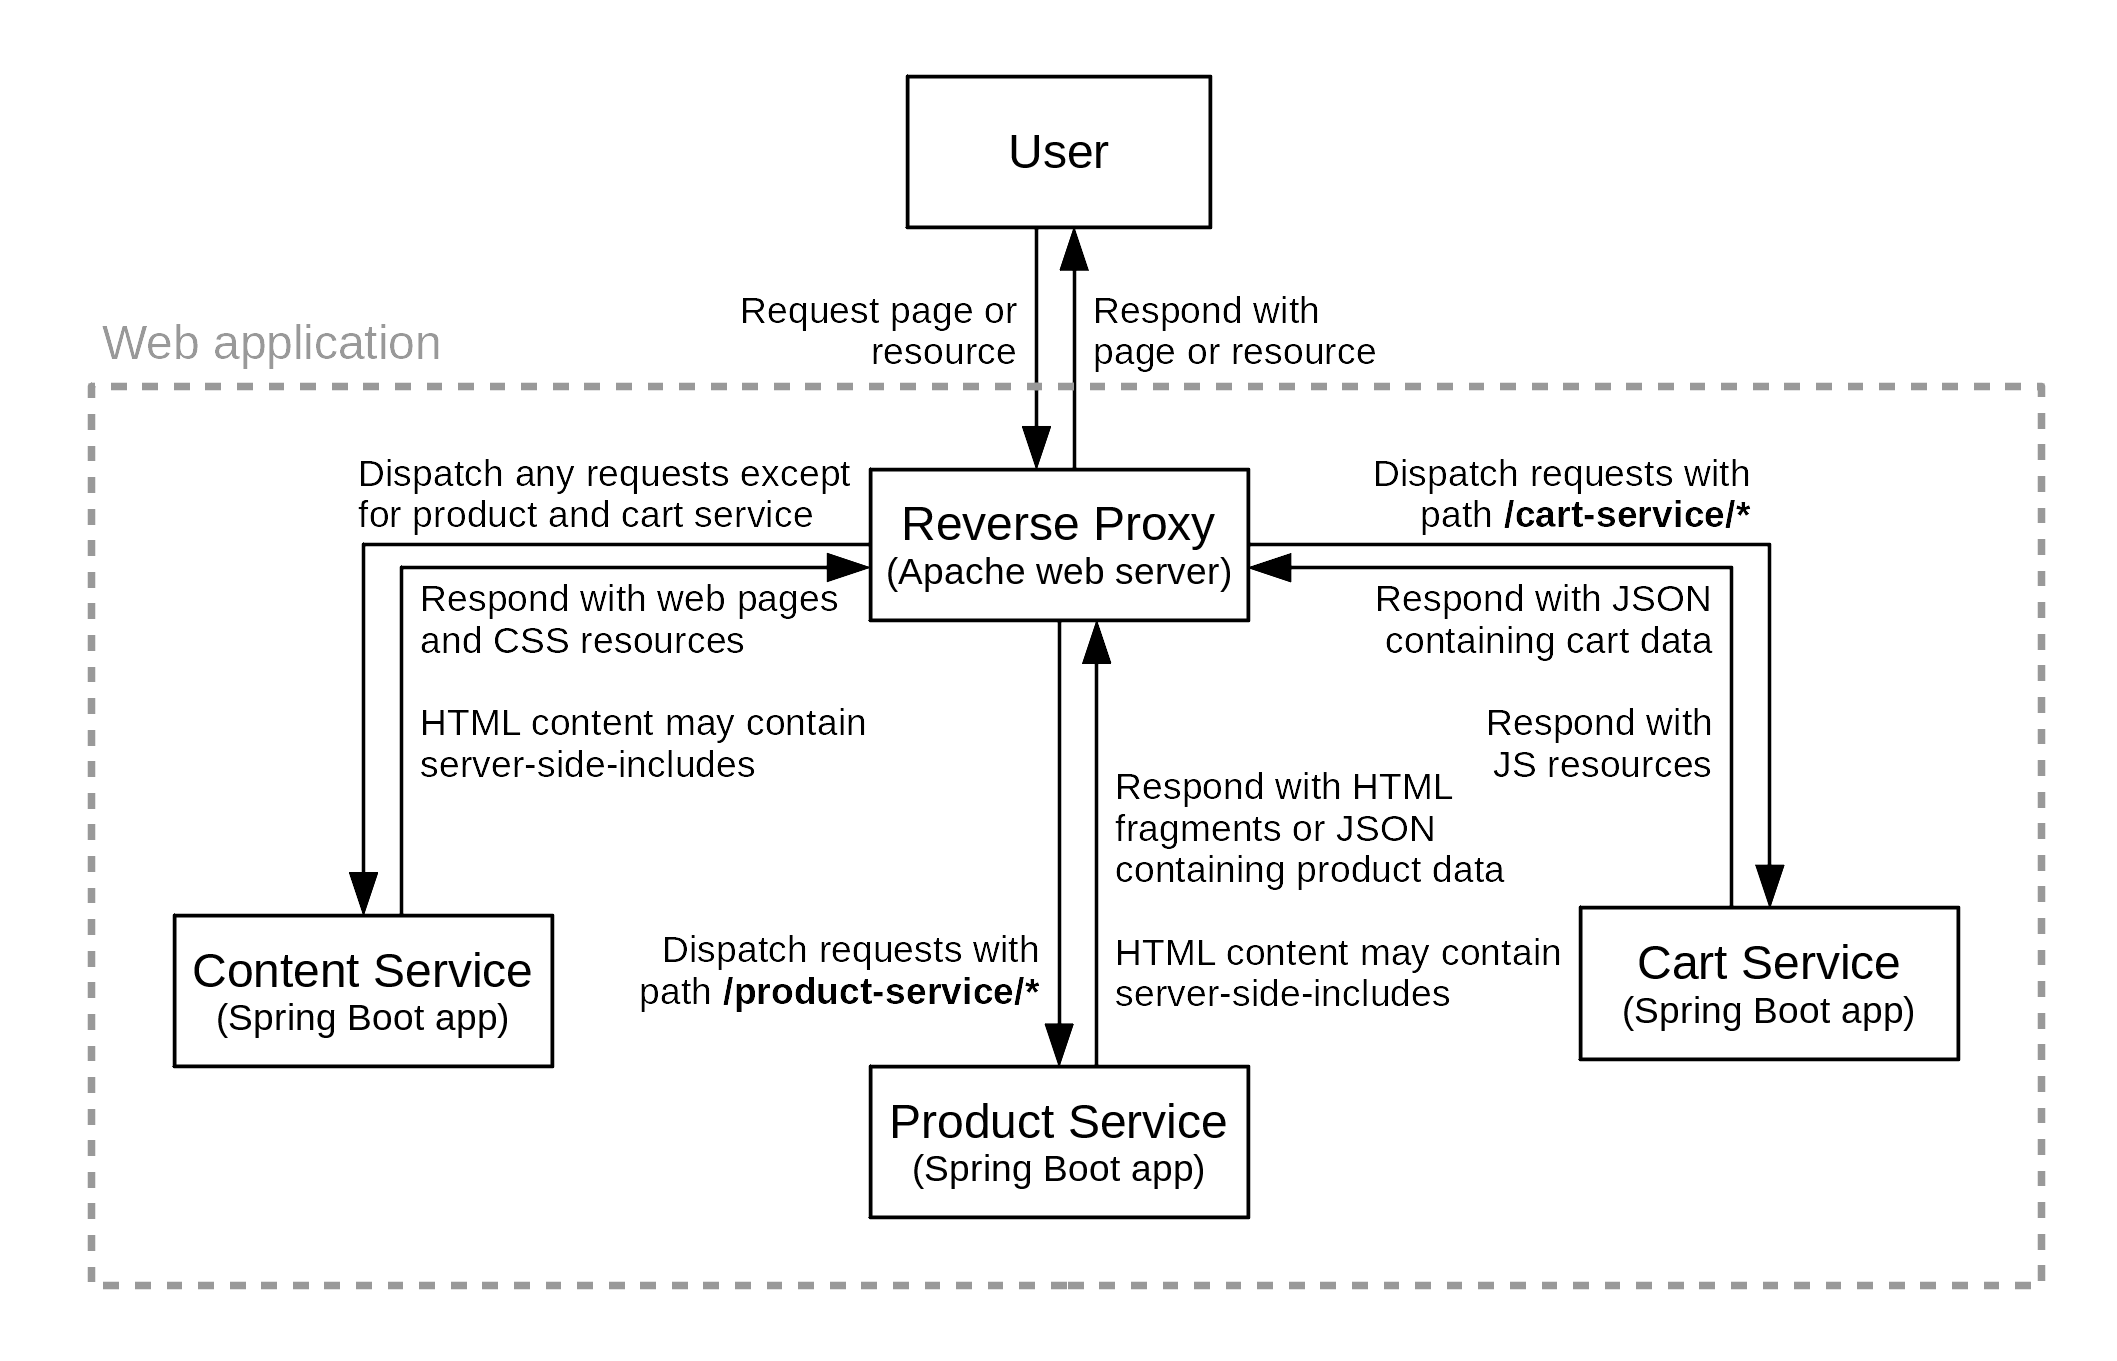 User
Request page or
resource
Respond with
page or resource
Web application
Dispatch any requests except
for product and cart service
Reverse Proxy
(Apache web server)
Dispatch requests with
path /cart-service/*
Respond with web pages
and CSS resources
HTML content may contain
server-side-includes
Respond with JSON
containing cart data
Respond with
JS resources
Respond with HTML
fragments or JSON
containing product data
HTML content may contain
server-side-includes
Dispatch requests with
path /product-service/*
Content Service
(Spring Boot app)
Cart Service
(Spring Boot app)
Product Service
(Spring Boot app)